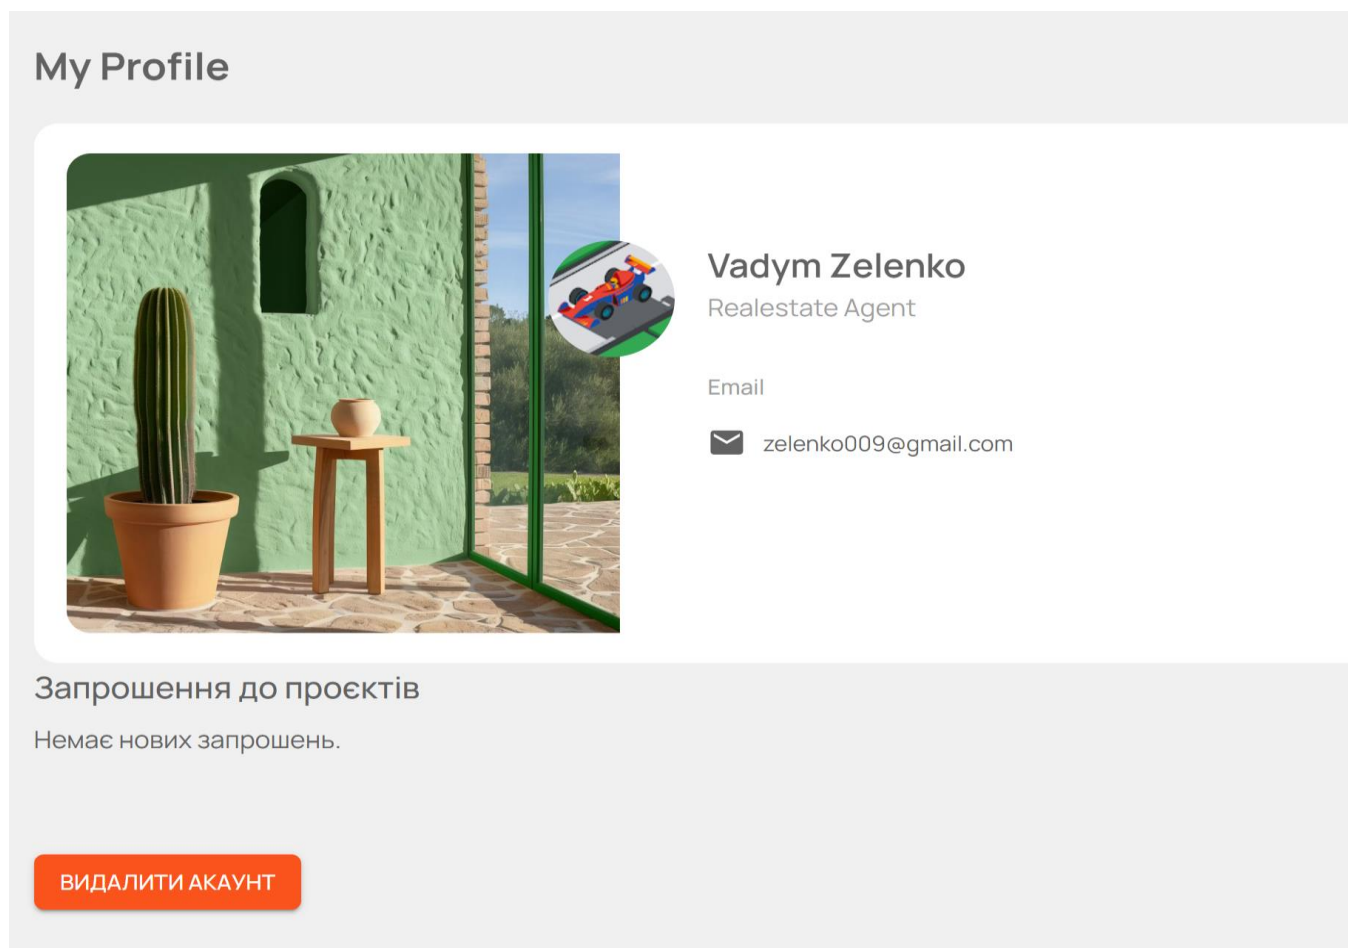 My Profile
Vadym Zelenko
Realestate Agent
Email
zelenko009@gmail.com
Запрошення до проєктів
Немає нових запрошень.
ВИДАЛИТИ АКАУНТ